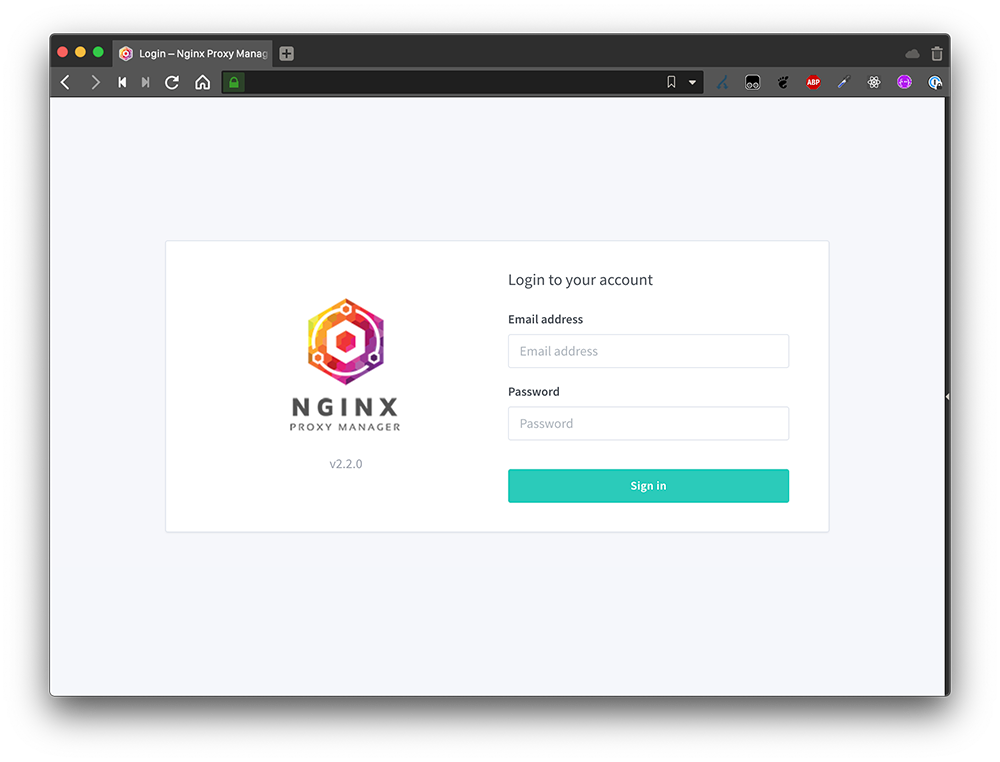 Login – Nginx Proxy Manag
ABP
Login to your account
Email address
Email address
Password
Password
Sign in
NGINX
PROXY MANAGER
v2.2.0